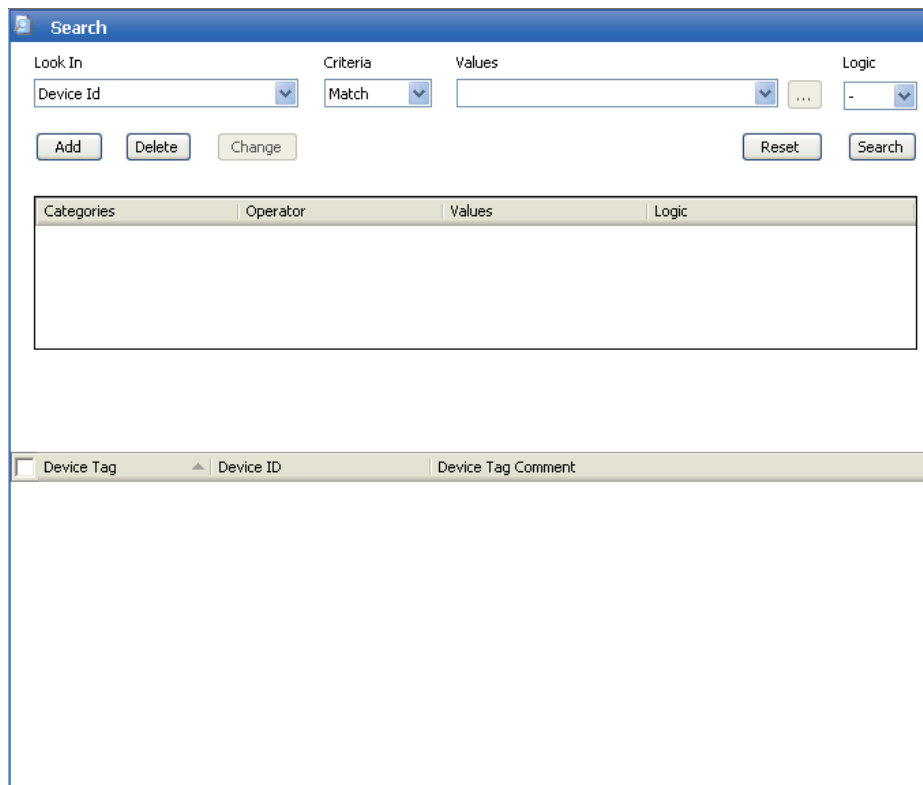 Search
Look In Criteria Values Logic
Device Id Match ... -
Add Delete Change Reset Search
Categories Operator Values Logic
Device Tag Device ID Device Tag Comment